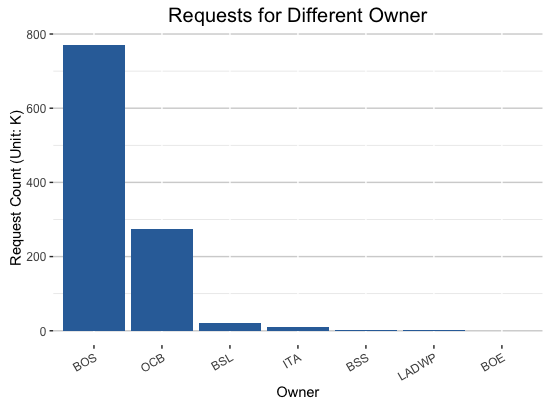 Requests for Different Owner
Request Count (Unit: K)
800
600
400
200
0
BOS
OCB
BSL
ITA
BSS
LADWP
BOE
Owner